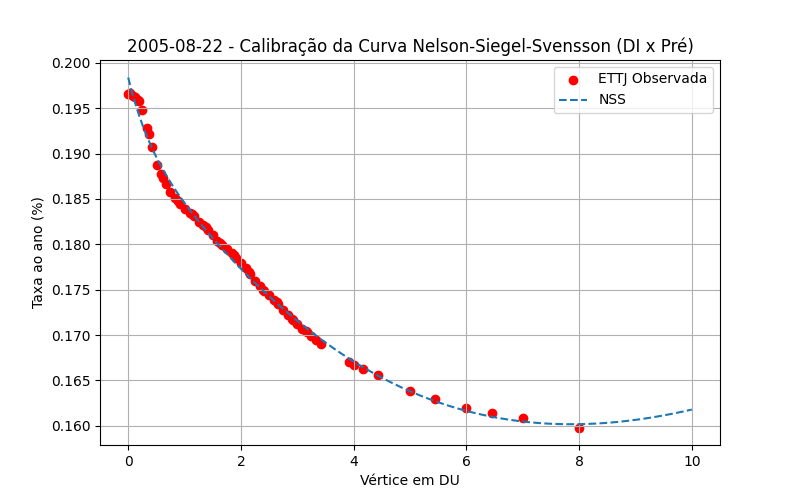 2005-08-22 - Calibração da Curva Nelson-Siegel-Svensson (DI x Pré)
ETTJ Observada
NSS
Taxa ao ano (%)
0.200
0.195
0.190
0.185
0.180
0.175
0.170
0.165
0.160
0 2 4 6 8 10
Vértice em DU